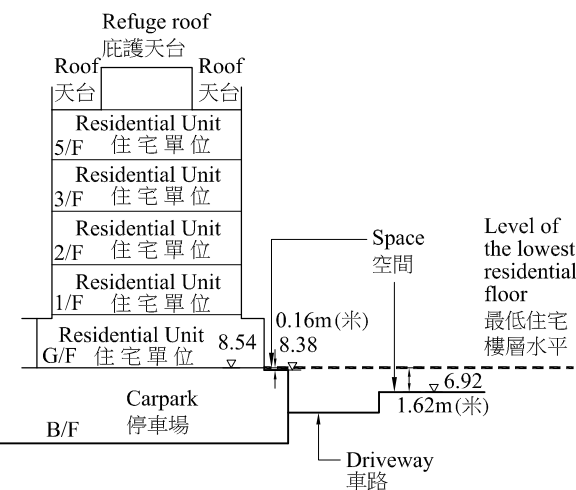 Refuge roof
庇護天台
Roof
天台
Roof
天台
Residential Unit
5/F 住宅單位
Residential Unit
3/F 住宅單位
Residential Unit
2/F 住宅單位
Residential Unit
1/F 住宅單位
Residential Unit
G/F 住宅單位
8.54
0.16m(米)
8.38
Space
空間
Level of
the lowest
residential
floor
最低住宅
樓層水平
6.92
1.62m(米)
Carpark
停車場
B/F
Driveway
車路